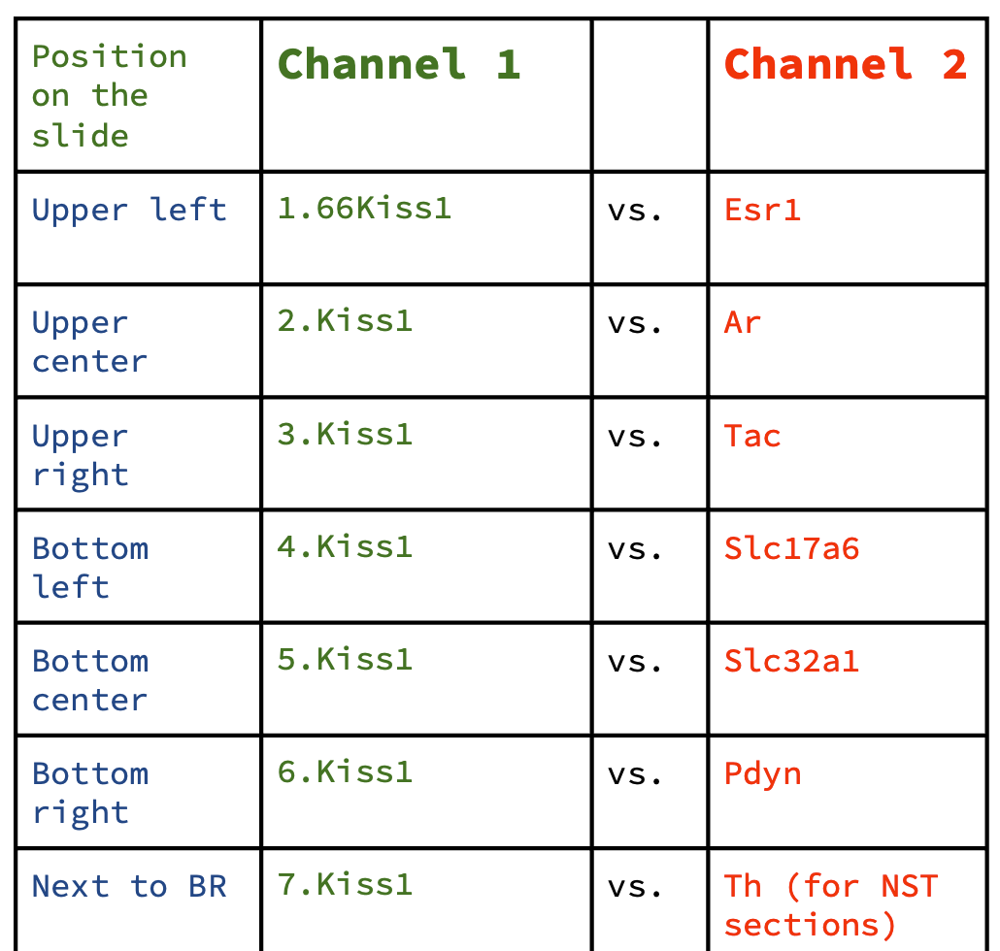 Position
on the
slide
Channel 1
Channel 2
Upper left
1.66Kiss1
vs.
Esr1
Upper
center
2.Kiss1
vs.
Ar
Upper
right
3.Kiss1
vs.
Tac
Bottom
left
4.Kiss1
vs.
Slc17a6
Bottom
center
5.Kiss1
vs.
Slc32a1
Bottom
right
6.Kiss1
vs.
Pdyn
Next to BR
7.Kiss1
vs.
Th (for NST
sections)